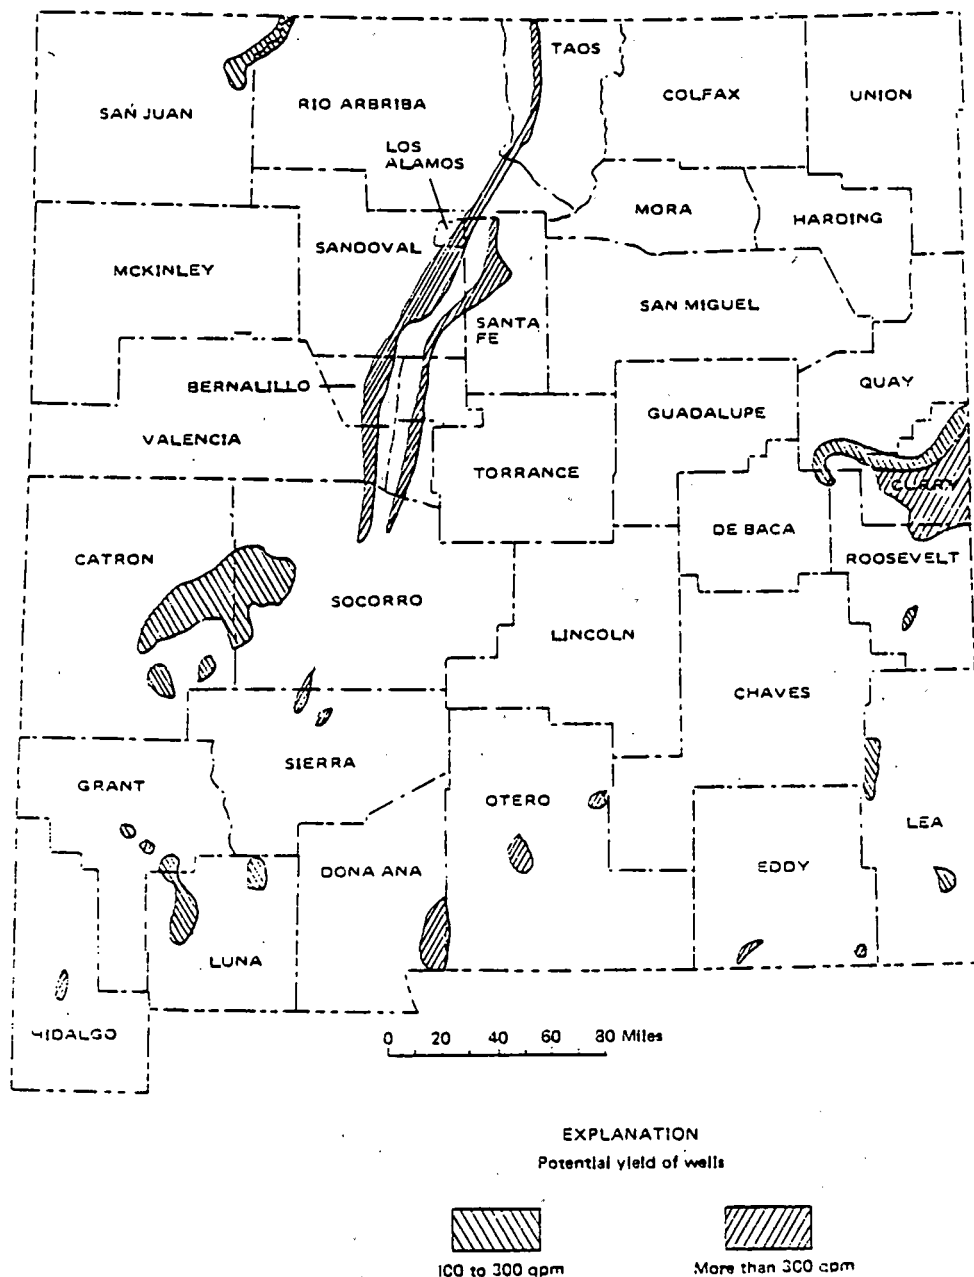 TAOS
COLFAX
UNION
SAN JUAN
RIO ARBRIBA
LOS
ALAMOS
MORA
HARDING
SANDOVAL
MCKINLEY
SAN MIGUEL
SANTA
FE
BERNALILLO
QUAY
GUADALUPE
VALENCIA
TORRANCE
CURRY
DE BACA
CATRON
ROOSEVELT
SOCORRO
LINCOLN
CHAVES
SIERRA
GRANT
OTERO
LEA
DONA ANA
EDDY
LUNA
HIDALGO
0 20 40 60 80 Miles
EXPLANATION
Potential yield of wells
100 to 300 gpm
More than 300 gpm